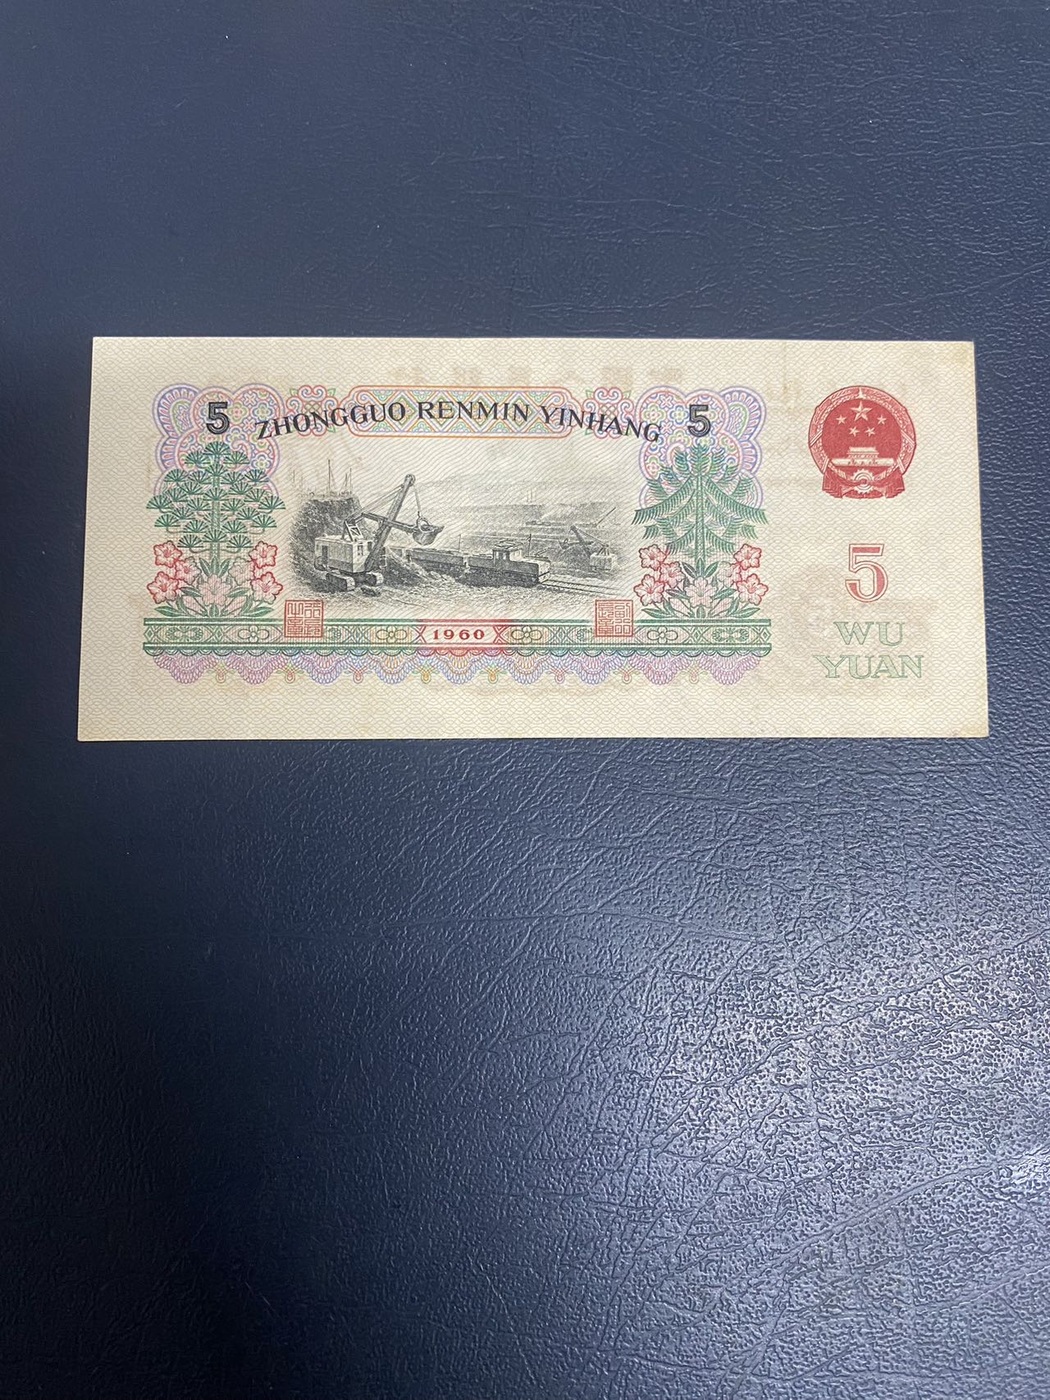 5 ZHONGGUO RENMIN YINHANG 5
1960
5
WU
YUAN